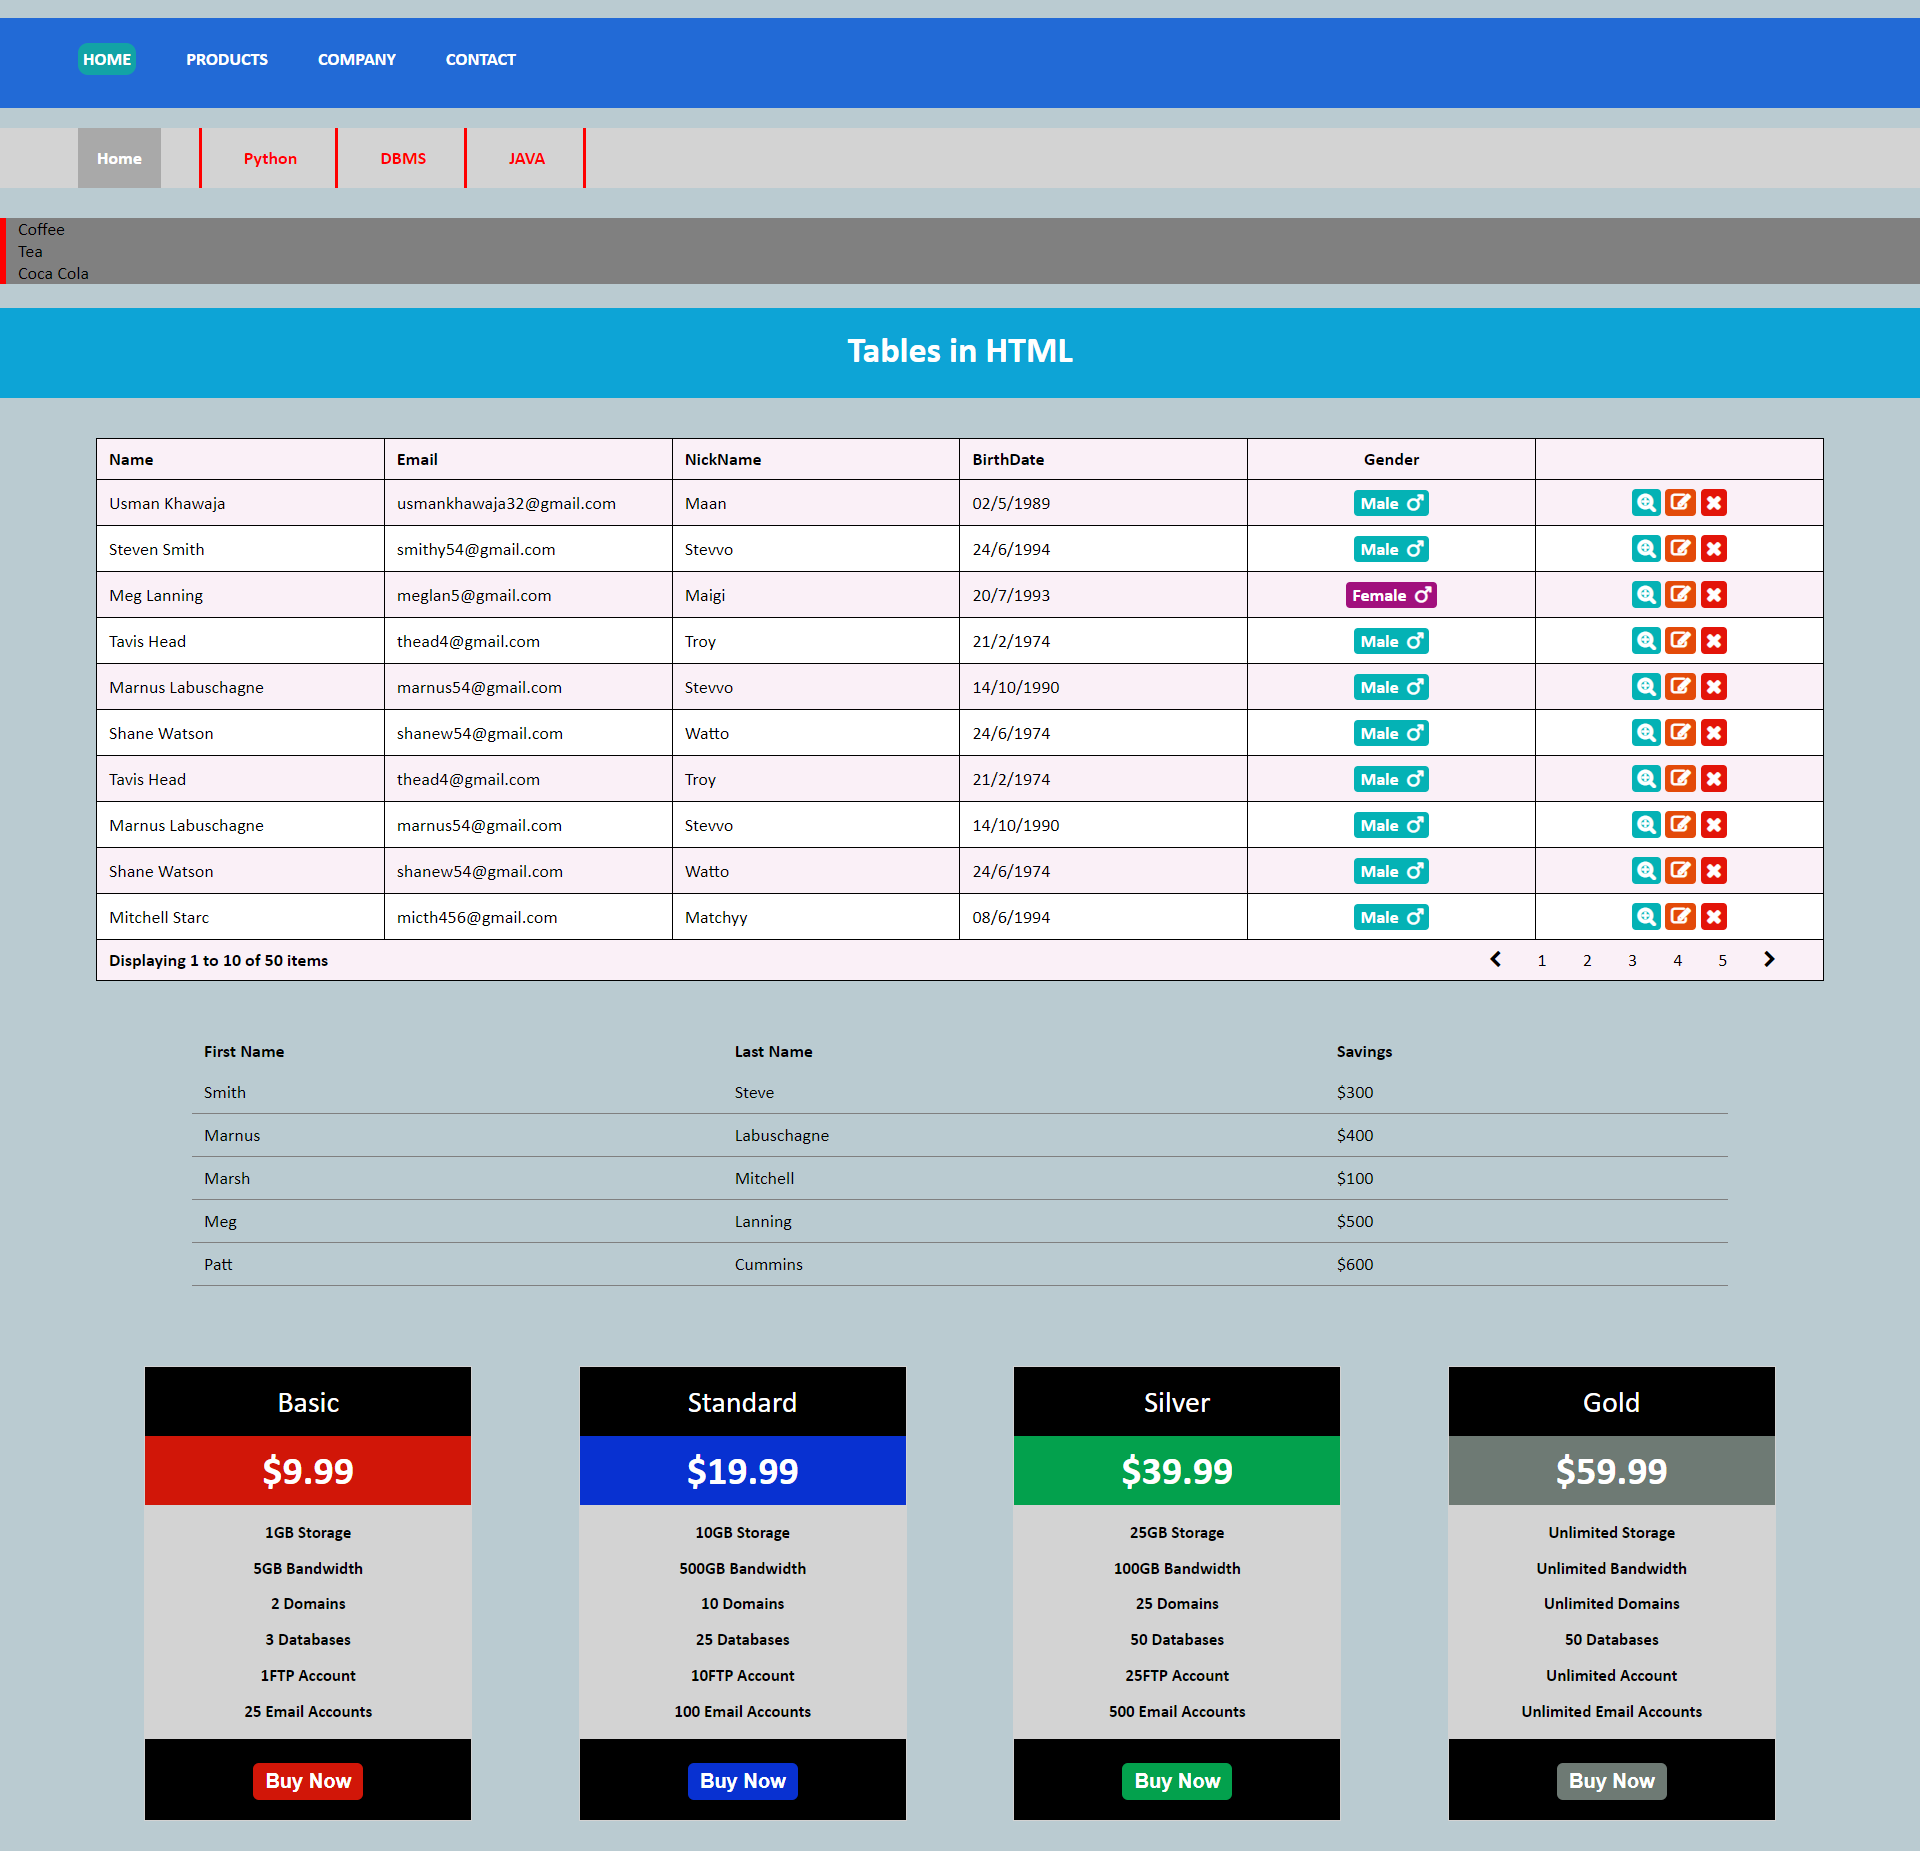 HOME PRODUCTS COMPANY CONTACT
Home Python DBMS JAVA
Coffee
Tea
Coca Cola
Tables in HTML
Name Email NickName BirthDate Gender
Usman Khawaja usmankhawaja32@gmail.com Maan 02/5/1989 Male
Steven Smith smithy54@gmail.com Stevvo 24/6/1994 Male
Meg Lanning meglan5@gmail.com Maigi 20/7/1993 Female
Tavis Head thead4@gmail.com Troy 21/2/1974 Male
Marnus Labuschagne marnus54@gmail.com Stevvo 14/10/1990 Male
Shane Watson shanew54@gmail.com Watto 24/6/1974 Male
Tavis Head thead4@gmail.com Troy 21/2/1974 Male
Marnus Labuschagne marnus54@gmail.com Stevvo 14/10/1990 Male
Shane Watson shanew54@gmail.com Watto 24/6/1974 Male
Mitchell Starc micth456@gmail.com Matchyy 08/6/1994 Male
Displaying 1 to 10 of 50 items 1 2 3 4 5
First Name Last Name Savings
Smith Steve $300
Marnus Labuschagne $400
Marsh Mitchell $100
Meg Lanning $500
Patt Cummins $600
Basic
$9.99
1GB Storage
5GB Bandwidth
2 Domains
3 Databases
1FTP Account
25 Email Accounts
Buy Now
Standard
$19.99
10GB Storage
500GB Bandwidth
10 Domains
25 Databases
10FTP Account
100 Email Accounts
Buy Now
Silver
$39.99
25GB Storage
100GB Bandwidth
25 Domains
50 Databases
25FTP Account
500 Email Accounts
Buy Now
Gold
$59.99
Unlimited Storage
Unlimited Bandwidth
Unlimited Domains
50 Databases
Unlimited Account
Unlimited Email Accounts
Buy Now